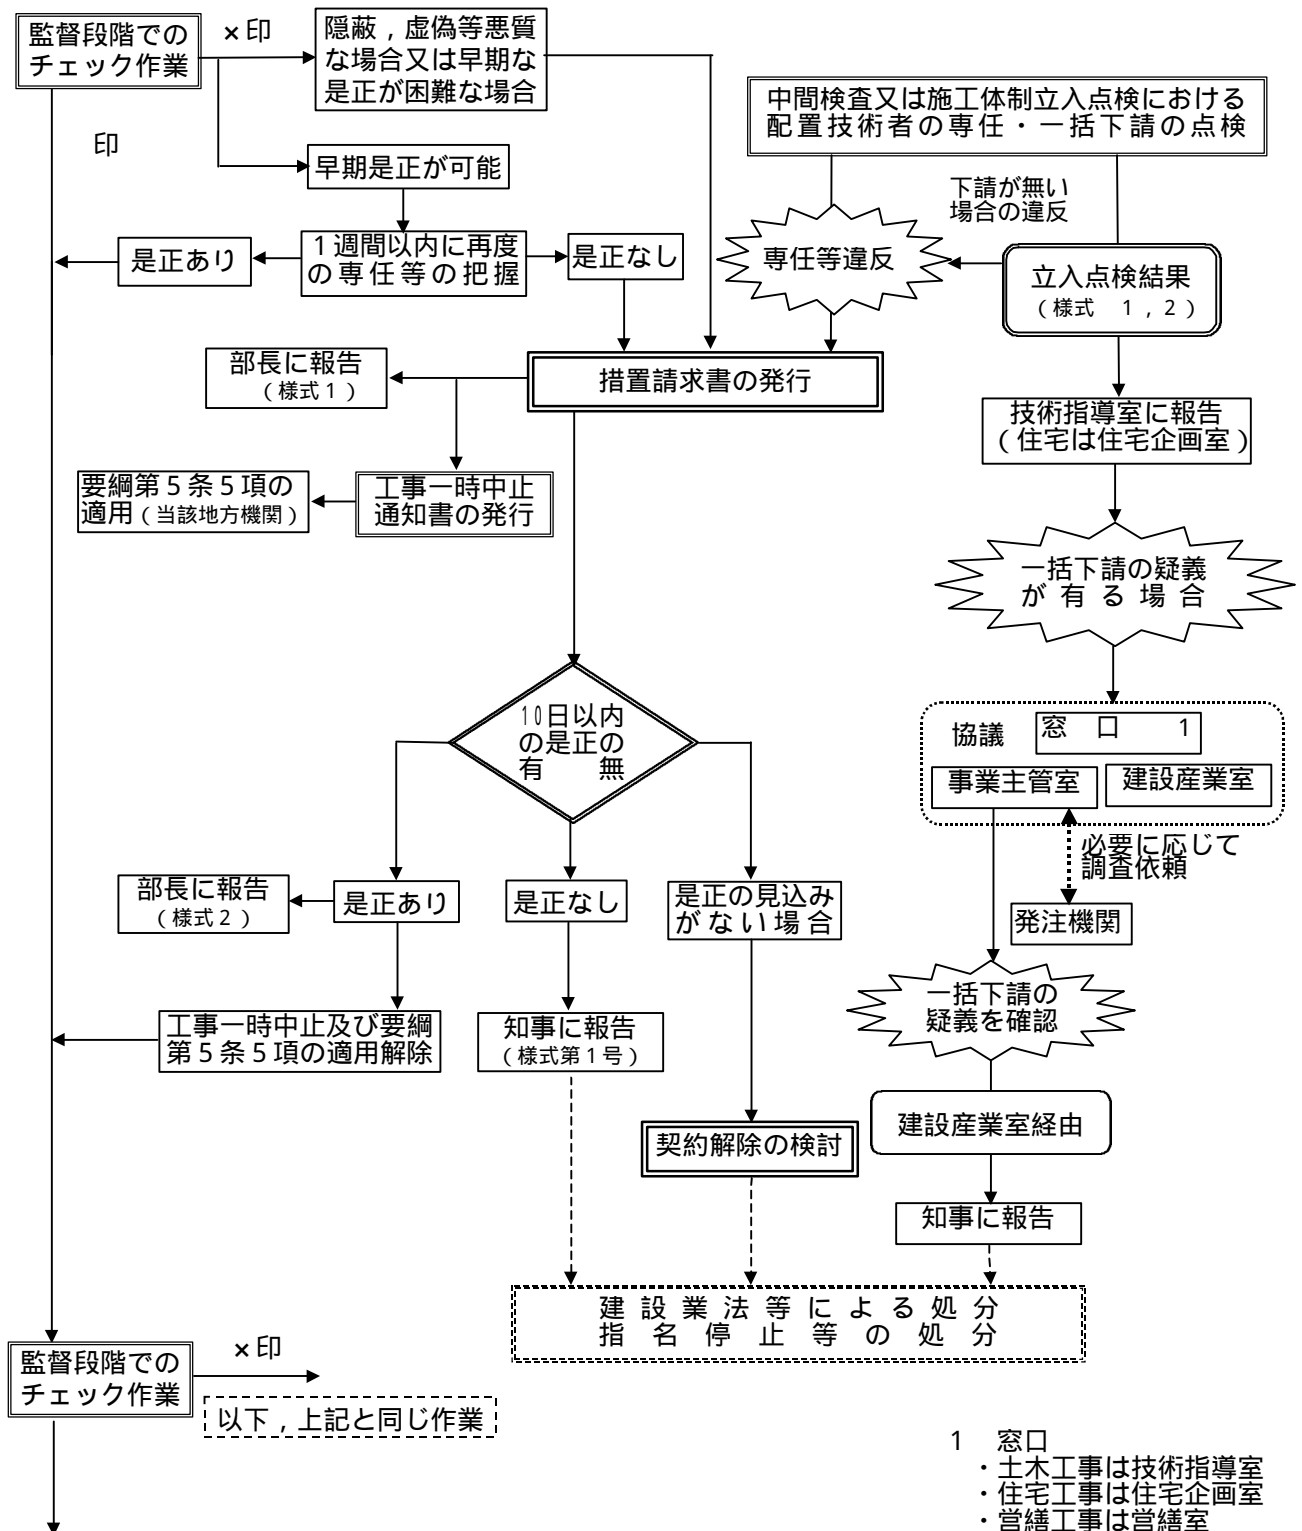 監督段階での
チェック作業
×印
隠蔽，虚偽等悪質
な場合又は早期な
是正が困難な場合
印
早期是正が可能
是正あり
１週間以内に再度
の専任等の把握
是正なし
中間検査又は施工体制立入点検における
配置技術者の専任・一括下請の点検
下請が無い
場合の違反
専任等違反
立入点検結果
（様式　１，２）
部長に報告
（様式１）
措置請求書の発行
技術指導室に報告
（住宅は住宅企画室）
要綱第５条５項の
適用（当該地方機関）
工事一時中止
通知書の発行
一括下請の疑義
が有る場合
10日以内
の是正の
有　　無
協議
窓　口　　1
事業主管室
建設産業室
必要に応じて
調査依頼
発注機関
部長に報告
（様式２）
是正あり
是正なし
是正の見込み
がない場合
一括下請の
疑義を確認
工事一時中止及び要綱
第５条５項の適用解除
知事に報告
（様式第１号）
契約解除の検討
建設産業室経由
知事に報告
建設業法等による処分
指名停止等の処分
監督段階での
チェック作業
×印
以下，上記と同じ作業
1　窓口
・土木工事は技術指導室
・住宅工事は住宅企画室
・営繕工事は営繕室